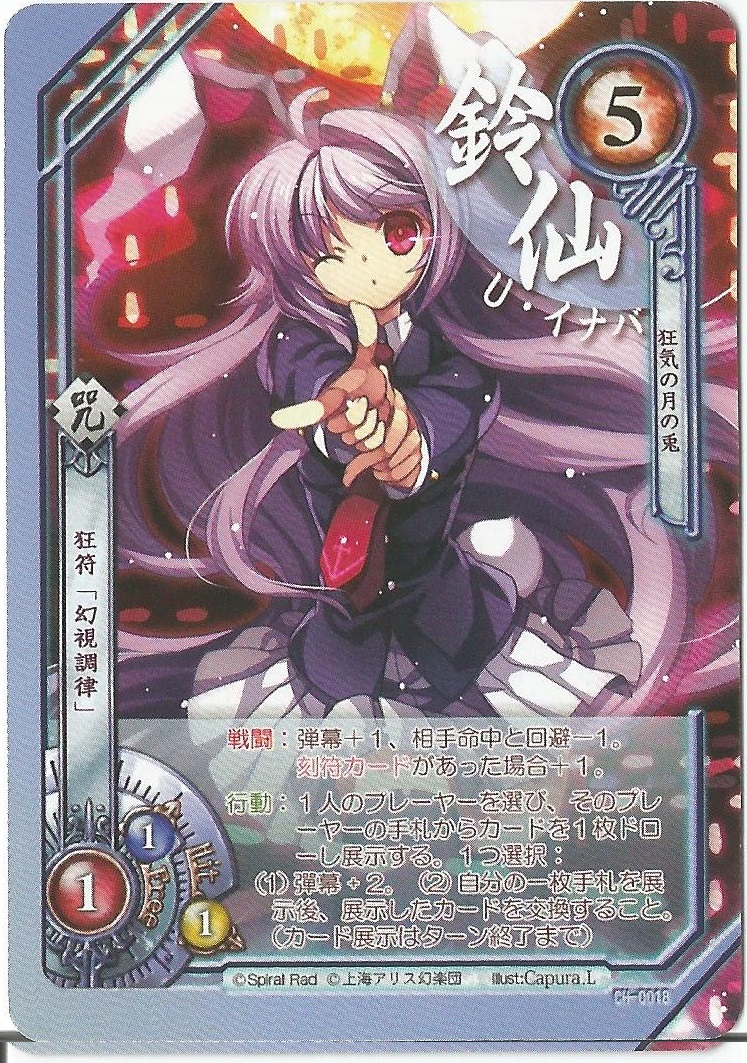 鈴仙
U・イナバ
5
5
狂気の月の兎
咒
狂符「幻視調律」
戦闘：弾幕＋1、相手命中と回避－1。
刻符カードがあった場合＋1。
行動：1人のプレーヤーを選び、そのプレ
ーヤーの手札からカードを1枚ドロ
ーし展示する。1つ選択：
(1) 弾幕＋2。 (2) 自分の一枚手札を展
示後、展示したカードを交換すること。
（カード展示はターン終了まで）
1
1
Free
Hit
1
©Spiral Rad ©上海アリス幻楽団 Illust:Capura.L
CH-0018